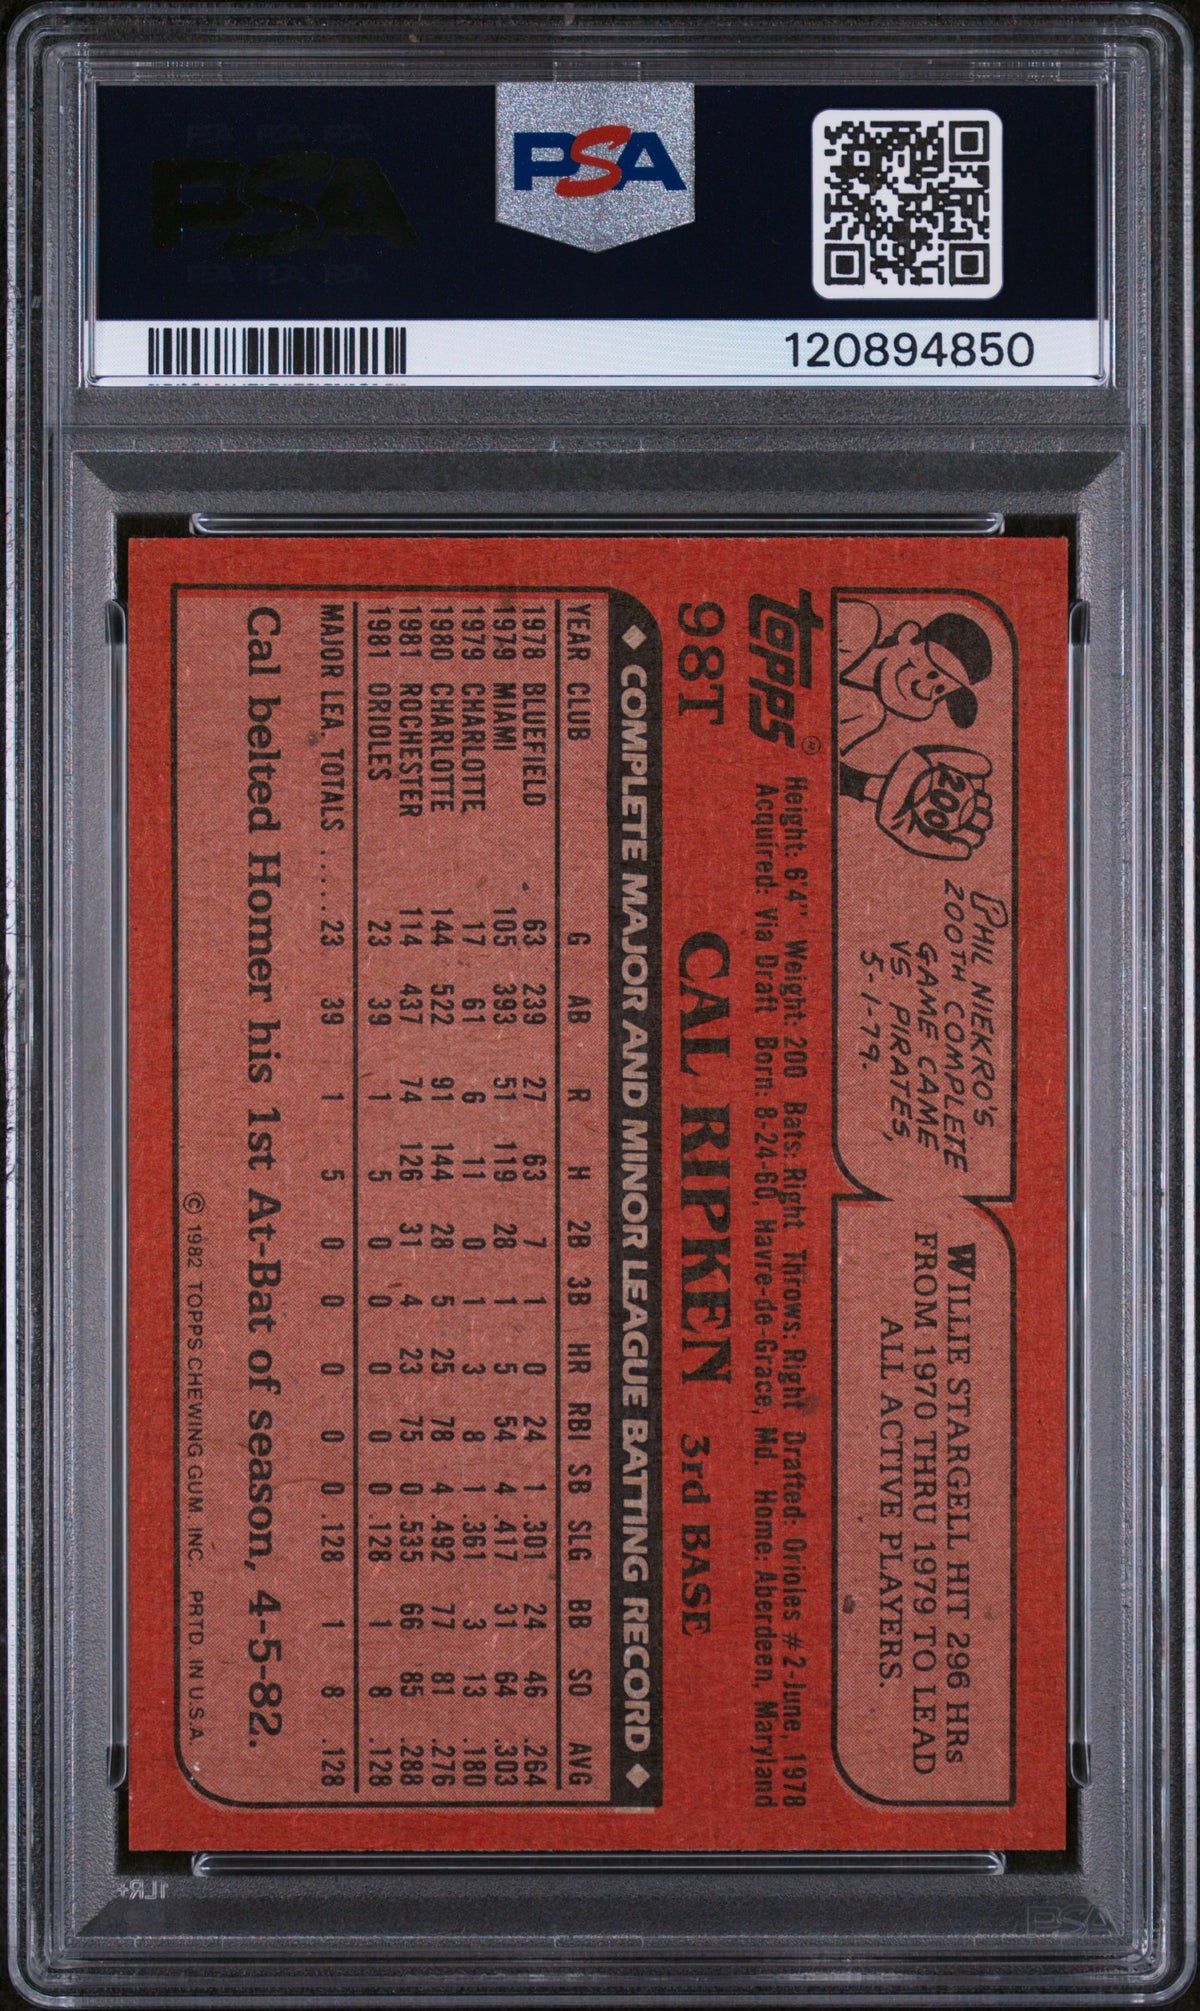 PSA
PSA
120894850
PHIL NIEKRO'S
200TH COMPLETE
GAME CAME
VS. PIRATES,
5-1-79.
200
WILLIE STARGELL HIT 296 HRs
FROM 1970 THRU 1979 TO LEAD
ALL ACTIVE PLAYERS.
topps®
Height: 6'4" Weight: 200 Bats: Right Throws: Right Drafted: Orioles #2-June, 1978
Acquired: Via Draft Born: 8-24-60, Havre-de-Grace, Md. Home: Aberdeen, Maryland
98T CAL RIPKEN 3rd BASE
COMPLETE MAJOR AND MINOR LEAGUE BATTING RECORD
YEAR CLUB G AB R H 2B 3B HR RBI SB SLG BB SO AVG
1978 BLUEFIELD 63 239 27 63 7 1 0 24 1 .301 24 46 .264
1979 MIAMI 105 393 51 119 28 1 5 54 4 .417 31 64 .303
1979 CHARLOTTE 17 61 6 11 0 1 3 8 1 .361 3 13 .180
1980 CHARLOTTE 144 522 91 144 28 5 25 78 4 .492 77 81 .276
1981 ROCHESTER 114 437 74 126 31 4 23 75 0 .535 66 85 .288
1981 ORIOLES 23 39 1 5 0 0 0 0 0 .128 1 8 .128
MAJOR LEA. TOTALS ......23 39 1 5 0 0 0 0 0 .128 1 8 .128
Cal belted Homer his 1st At-Bat of season, 4-5-82.
© 1982 TOPPS CHEWING GUM, INC. PRTD. IN U.S.A.
1LR+
PSA